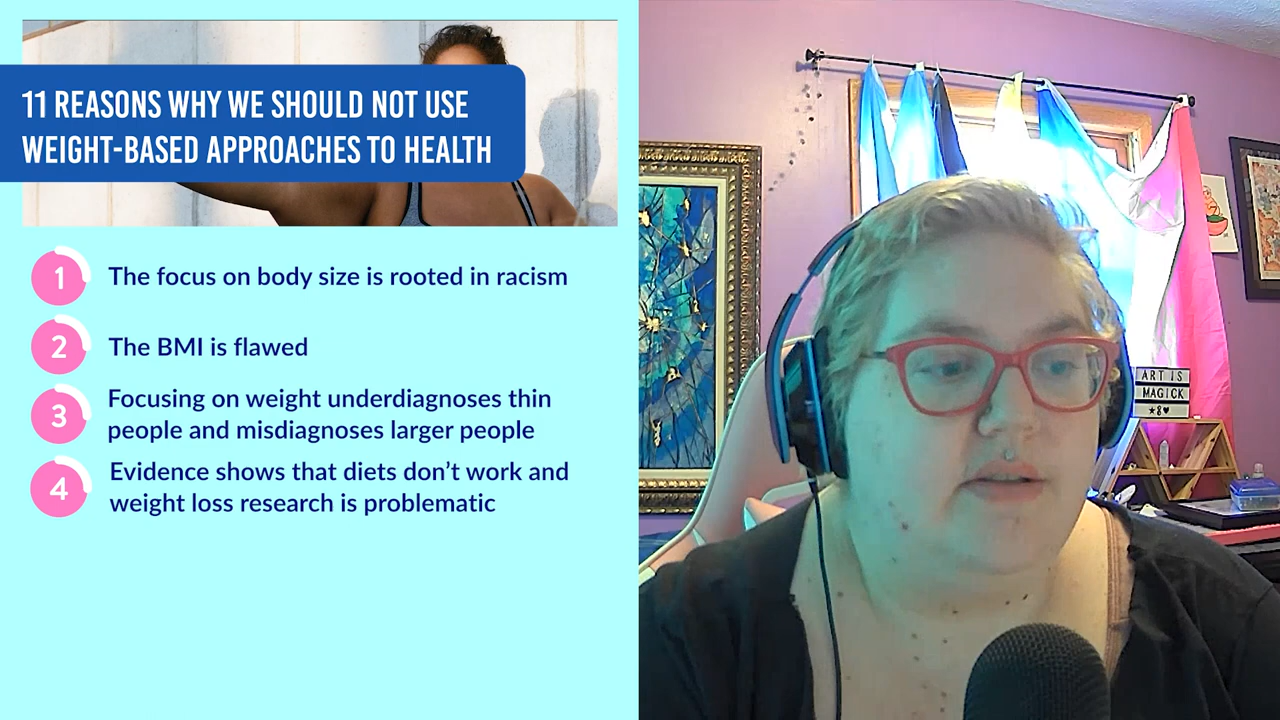 11 REASONS WHY WE SHOULD NOT USE
WEIGHT-BASED APPROACHES TO HEALTH
1 The focus on body size is rooted in racism
2 The BMI is flawed
3 Focusing on weight underdiagnoses thin
people and misdiagnoses larger people
4 Evidence shows that diets don't work and
weight loss research is problematic
ART IS
MAGICK
★8♥